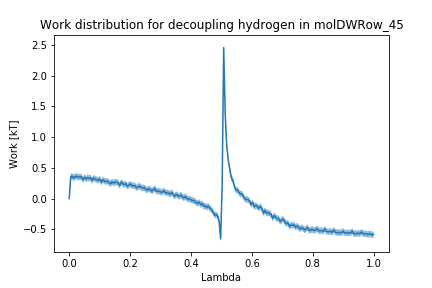 Work distribution for decoupling hydrogen in molDWRow_45
Work [kT]
2.5
2.0
1.5
1.0
0.5
0.0
−0.5
0.0 0.2 0.4 0.6 0.8 1.0
Lambda